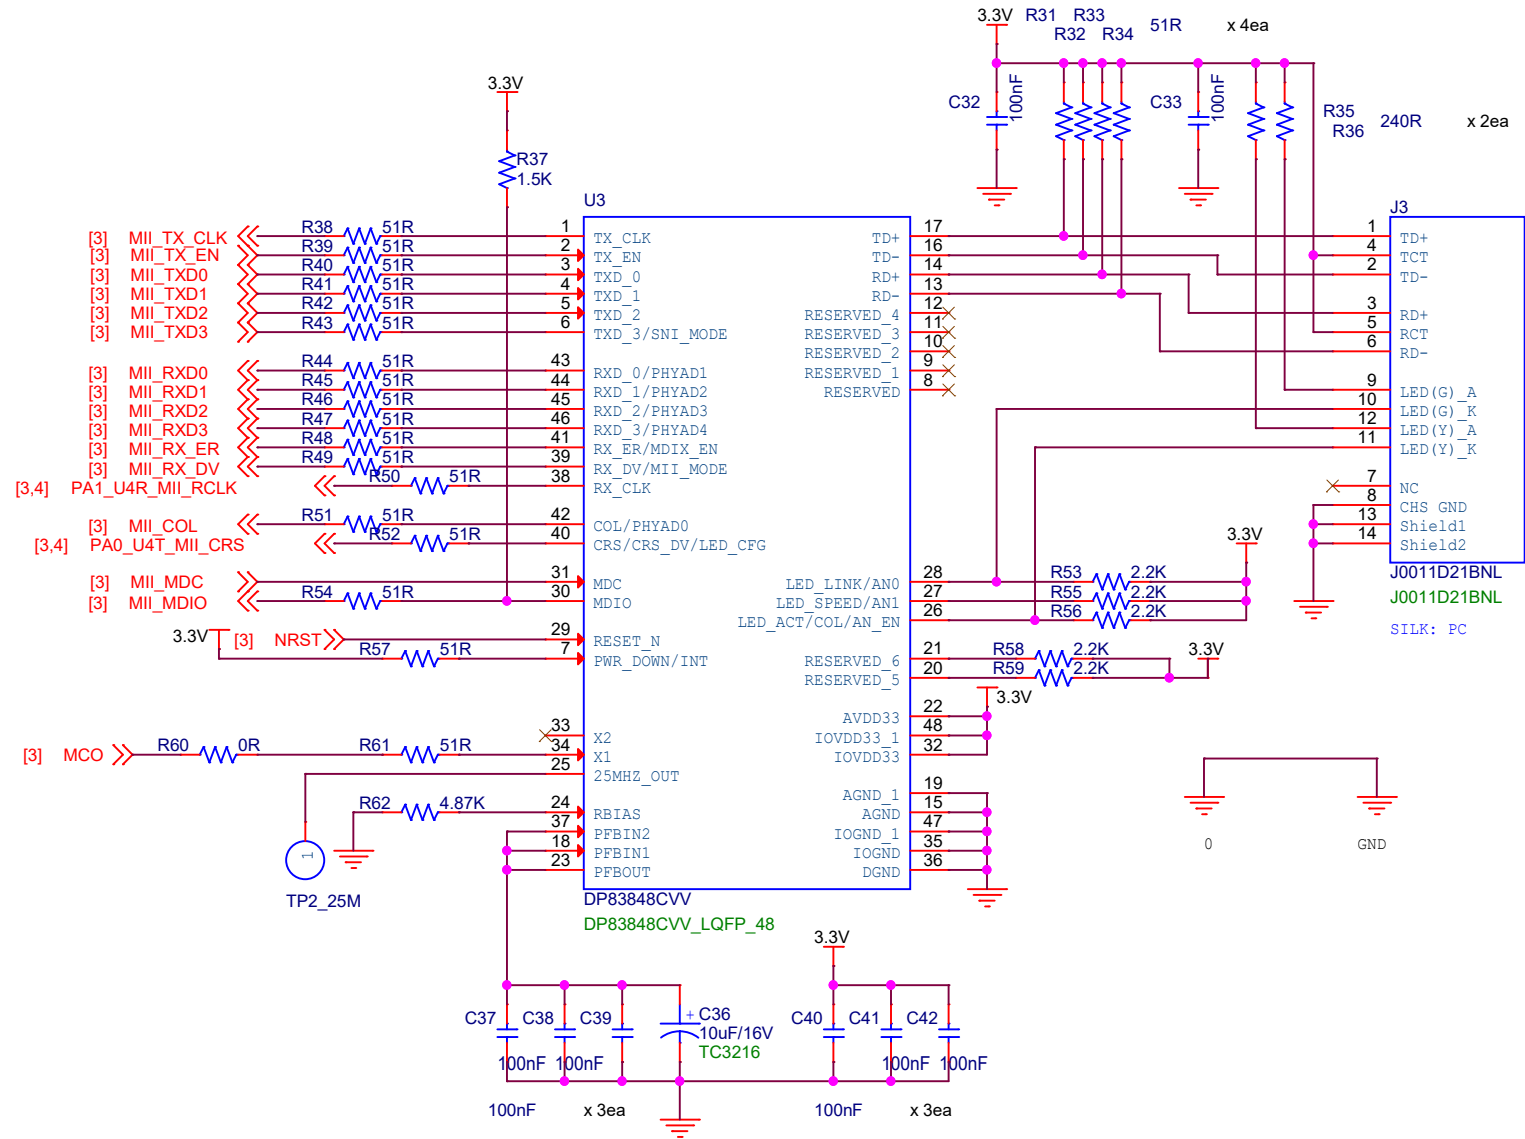 3.3V R31 R33
R32 R34 51R x 4ea
C32 100nF C33 100nF
R35
R36 240R x 2ea
3.3V
R37
1.5K
U3
J3
[3] MII_TX_CLK R38 51R 1 TX_CLK
[3] MII_TX_EN R39 51R 2 TX_EN
[3] MII_TXD0 R40 51R 3 TXD_0
[3] MII_TXD1 R41 51R 4 TXD_1
[3] MII_TXD2 R42 51R 5 TXD_2
[3] MII_TXD3 R43 51R 6 TXD_3/SNI_MODE
[3] MII_RXD0 R44 51R 43 RXD_0/PHYAD1
[3] MII_RXD1 R45 51R 44 RXD_1/PHYAD2
[3] MII_RXD2 R46 51R 45 RXD_2/PHYAD3
[3] MII_RXD3 R47 51R 46 RXD_3/PHYAD4
[3] MII_RX_ER R48 51R 41 RX_ER/MDIX_EN
[3] MII_RX_DV R49 51R 39 RX_DV/MII_MODE
[3,4] PA1_U4R_MII_RCLK R50 51R 38 RX_CLK
[3] MII_COL R51 51R 42 COL/PHYAD0
[3,4] PA0_U4T_MII_CRS R52 51R 40 CRS/CRS_DV/LED_CFG
[3] MII_MDC 31 MDC
[3] MII_MDIO R54 51R 30 MDIO
3.3V [3] NRST 29 RESET_N
R57 51R 7 PWR_DOWN/INT
33 X2
[3] MCO R60 0R R61 51R 34 X1
25 25MHZ_OUT
R62 4.87K 24 RBIAS
37 PFBIN2
18 PFBIN1
23 PFBOUT
1
TP2_25M
TD+ 17
TD- 16
RD+ 14
RD- 13
RESERVED_4 12
RESERVED_3 11
RESERVED_2 10
RESERVED_1 9
RESERVED 8
LED_LINK/AN0 28 R53 2.2K
LED_SPEED/AN1 27 R55 2.2K
LED_ACT/COL/AN_EN 26 R56 2.2K
3.3V
RESERVED_6 21 R58 2.2K 3.3V
RESERVED_5 20 R59 2.2K
3.3V
AVDD33 22
IOVDD33_1 48
IOVDD33 32
AGND_1 19
AGND 15
IOGND_1 47
IOGND 35
DGND 36
DP83848CVV
DP83848CVV_LQFP_48
1 TD+
4 TCT
2 TD-
3 RD+
5 RCT
6 RD-
9 LED(G)_A
10 LED(G)_K
12 LED(Y)_A
11 LED(Y)_K
7 NC
8 CHS GND
13 Shield1
14 Shield2
J0011D21BNL
J0011D21BNL
SILK: PC
0 GND
3.3V
C37 C38 C39 + C36 C40 C41 C42
10uF/16V
TC3216
100nF 100nF 100nF 100nF
100nF x 3ea 100nF x 3ea